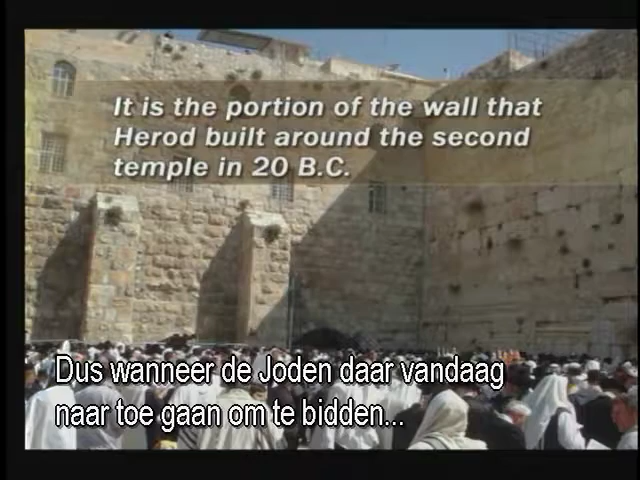 It is the portion of the wall that
Herod built around the second
temple in 20 B.C.
Dus wanneer de Joden daar vandaag
naar toe gaan om te bidden...